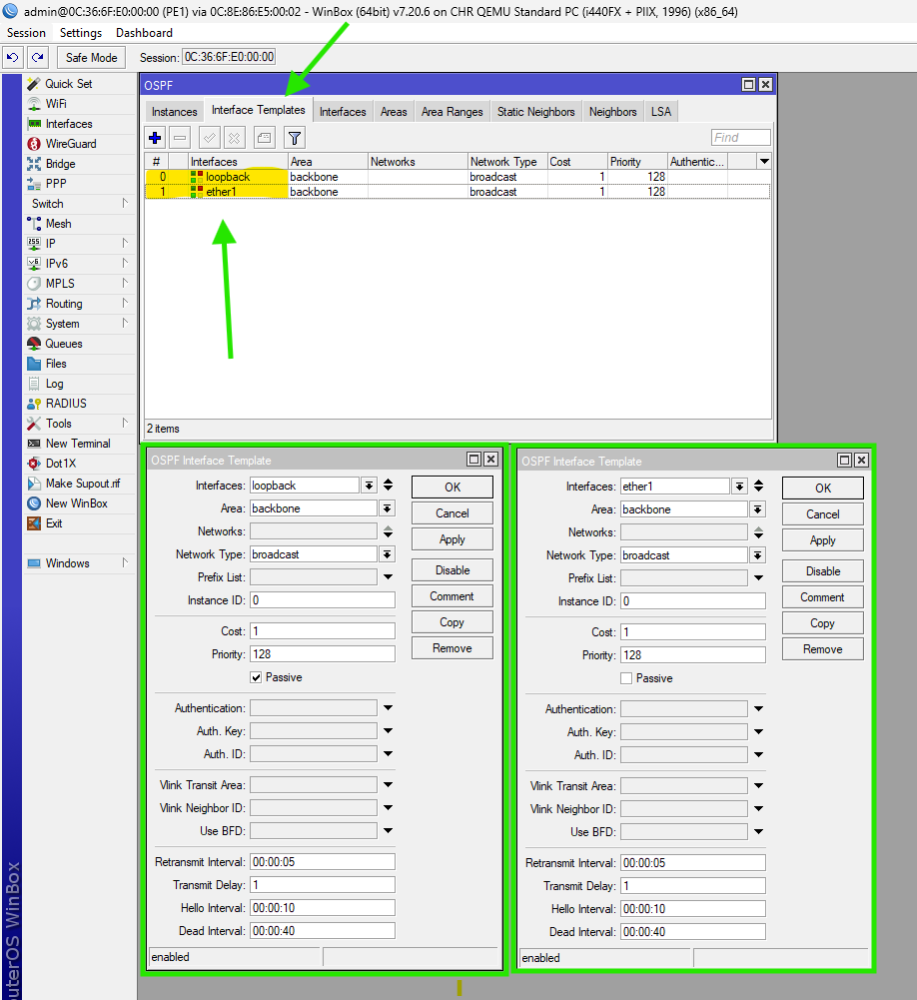 admin@0C:36:6F:E0:00:00 (PE1) via 0C:8E:86:E5:00:02 - WinBox (64bit) v7.20.6 on CHR QEMU Standard PC (i440FX + PIIX, 1996) (x86_64)
Session Settings Dashboard
Safe Mode Session: 0C:36:6F:E0:00:00
Quick Set
WiFi
Interfaces
WireGuard
Bridge
PPP
Switch
Mesh
IP
IPv6
MPLS
Routing
System
Queues
Files
Log
RADIUS
Tools
New Terminal
Dot1X
Make Supout.rif
New WinBox
Exit
Windows
uterOS WinBox
OSPF
Instances Interface Templates Interfaces Areas Area Ranges Static Neighbors Neighbors LSA
Find
# Interfaces Area Networks Network Type Cost Priority Authentic...
0 loopback backbone broadcast 1 128
1 ether1 backbone broadcast 1 128
2 items
OSPF Interface Template
Interfaces: loopback OK
Area: backbone Cancel
Networks:
Apply
Network Type: broadcast
Prefix List: Disable
Instance ID: 0 Comment
Copy
Cost: 1
Remove
Priority: 128
Passive
Authentication:
Auth. Key:
Auth. ID:
Vlink Transit Area:
Vlink Neighbor ID:
Use BFD:
Retransmit Interval: 00:00:05
Transmit Delay: 1
Hello Interval: 00:00:10
Dead Interval: 00:00:40
enabled
OSPF Interface Template
Interfaces: ether1 OK
Area: backbone Cancel
Networks:
Apply
Network Type: broadcast
Prefix List: Disable
Instance ID: 0 Comment
Copy
Cost: 1
Remove
Priority: 128
Passive
Authentication:
Auth. Key:
Auth. ID:
Vlink Transit Area:
Vlink Neighbor ID:
Use BFD:
Retransmit Interval: 00:00:05
Transmit Delay: 1
Hello Interval: 00:00:10
Dead Interval: 00:00:40
enabled